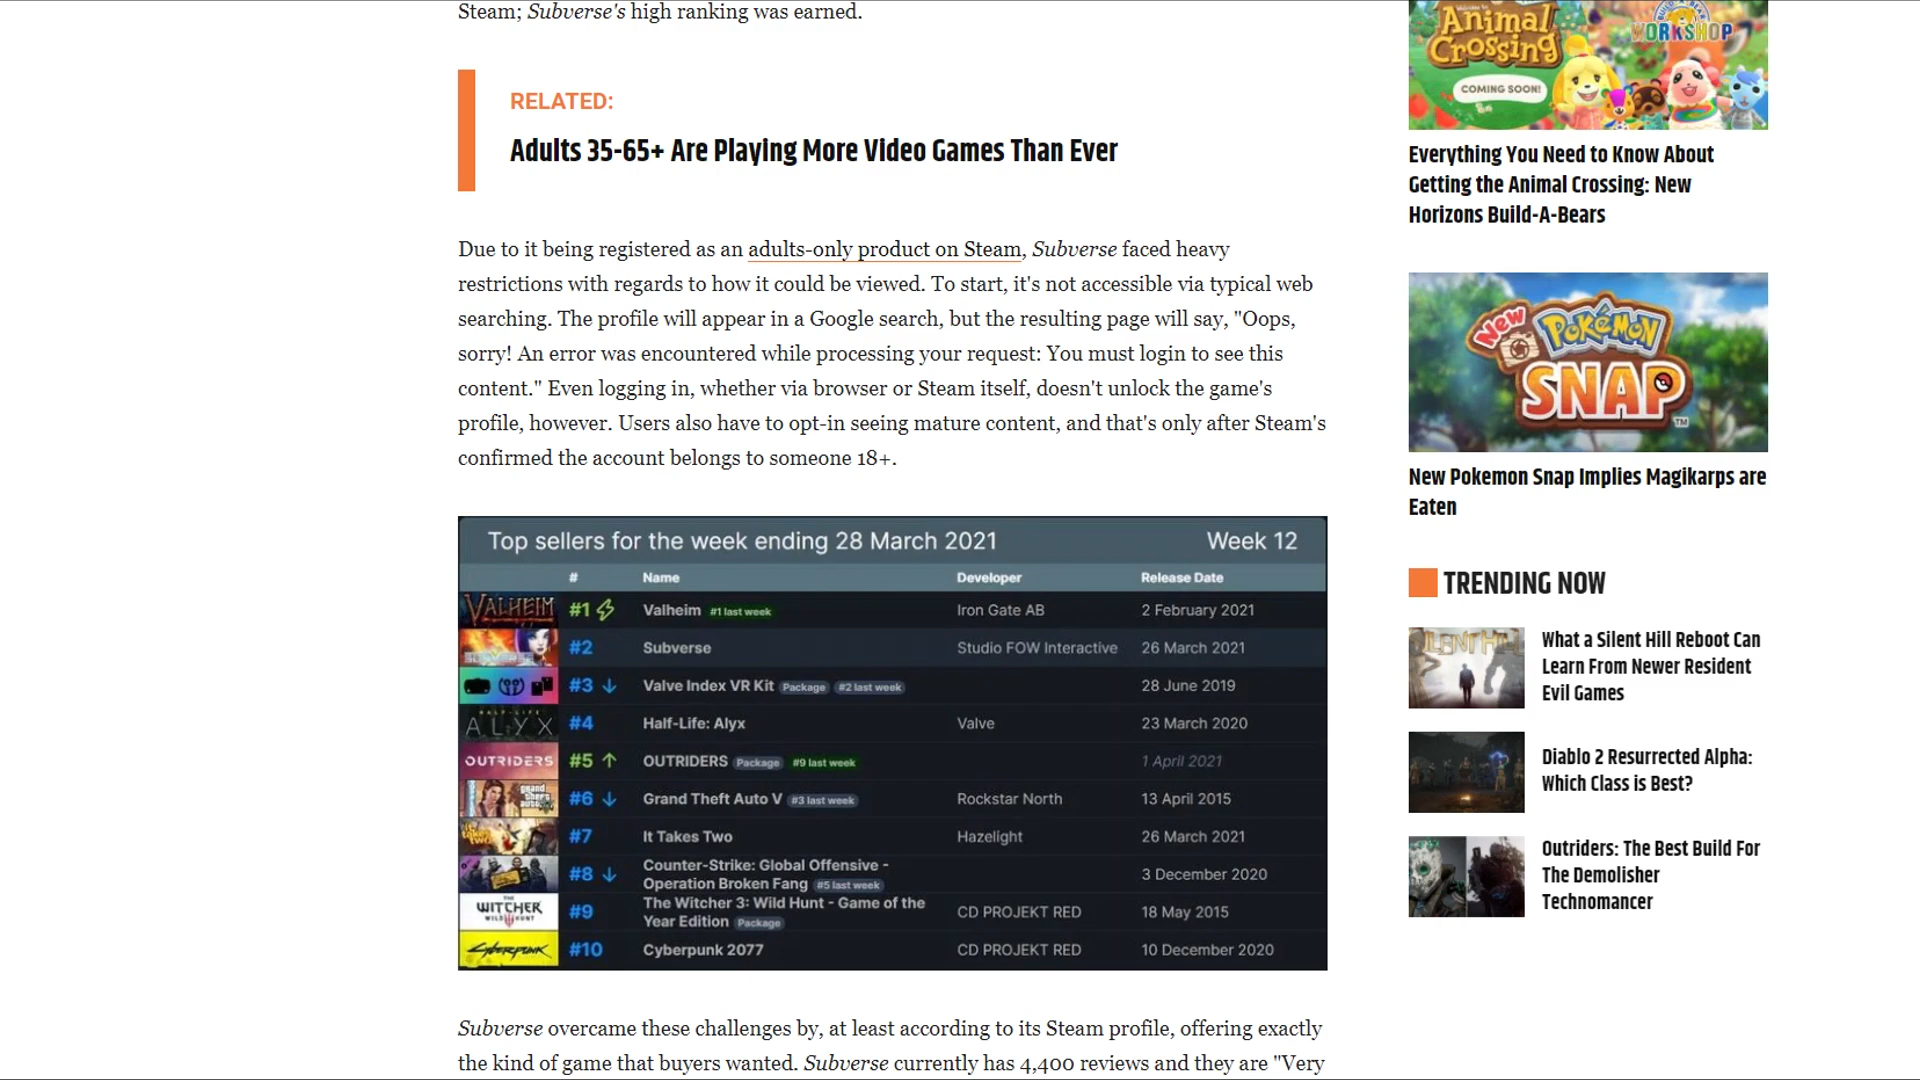 Steam; Subverse's high ranking was earned.
RELATED:
Adults 35-65+ Are Playing More Video Games Than Ever
Due to it being registered as an adults-only product on Steam, Subverse faced heavy
restrictions with regards to how it could be viewed. To start, it's not accessible via typical web
searching. The profile will appear in a Google search, but the resulting page will say, "Oops,
sorry! An error was encountered while processing your request: You must login to see this
content." Even logging in, whether via browser or Steam itself, doesn't unlock the game's
profile, however. Users also have to opt-in seeing mature content, and that's only after Steam's
confirmed the account belongs to someone 18+.
Top sellers for the week ending 28 March 2021 Week 12
# Name Developer Release Date
VALHEIM #1 Valheim #1 last week Iron Gate AB 2 February 2021
SUBVERSE #2 Subverse Studio FOW Interactive 26 March 2021
#3 Valve Index VR Kit Package #2 last week 28 June 2019
HALF-LIFE ALYX #4 Half-Life: Alyx Valve 23 March 2020
OUTRIDERS #5 OUTRIDERS Package #9 last week 1 April 2021
grand theft auto #6 Grand Theft Auto V #3 last week Rockstar North 13 April 2015
It Takes Two #7 It Takes Two Hazelight 26 March 2021
#8 Counter-Strike: Global Offensive -
Operation Broken Fang #5 last week 3 December 2020
THE WITCHER WILD HUNT #9 The Witcher 3: Wild Hunt - Game of the
Year Edition Package CD PROJEKT RED 18 May 2015
Cyberpunk #10 Cyberpunk 2077 CD PROJEKT RED 10 December 2020
Subverse overcame these challenges by, at least according to its Steam profile, offering exactly
the kind of game that buyers wanted. Subverse currently has 4,400 reviews and they are "Very
Animal
Crossing
COMING SOON!
BUILD-A-BEAR
WORKSHOP
Everything You Need to Know About
Getting the Animal Crossing: New
Horizons Build-A-Bears
New Pokémon
SNAP
TM
New Pokemon Snap Implies Magikarps are
Eaten
TRENDING NOW
SILENT HILL
What a Silent Hill Reboot Can
Learn From Newer Resident
Evil Games
Diablo 2 Resurrected Alpha:
Which Class is Best?
Outriders: The Best Build For
The Demolisher
Technomancer